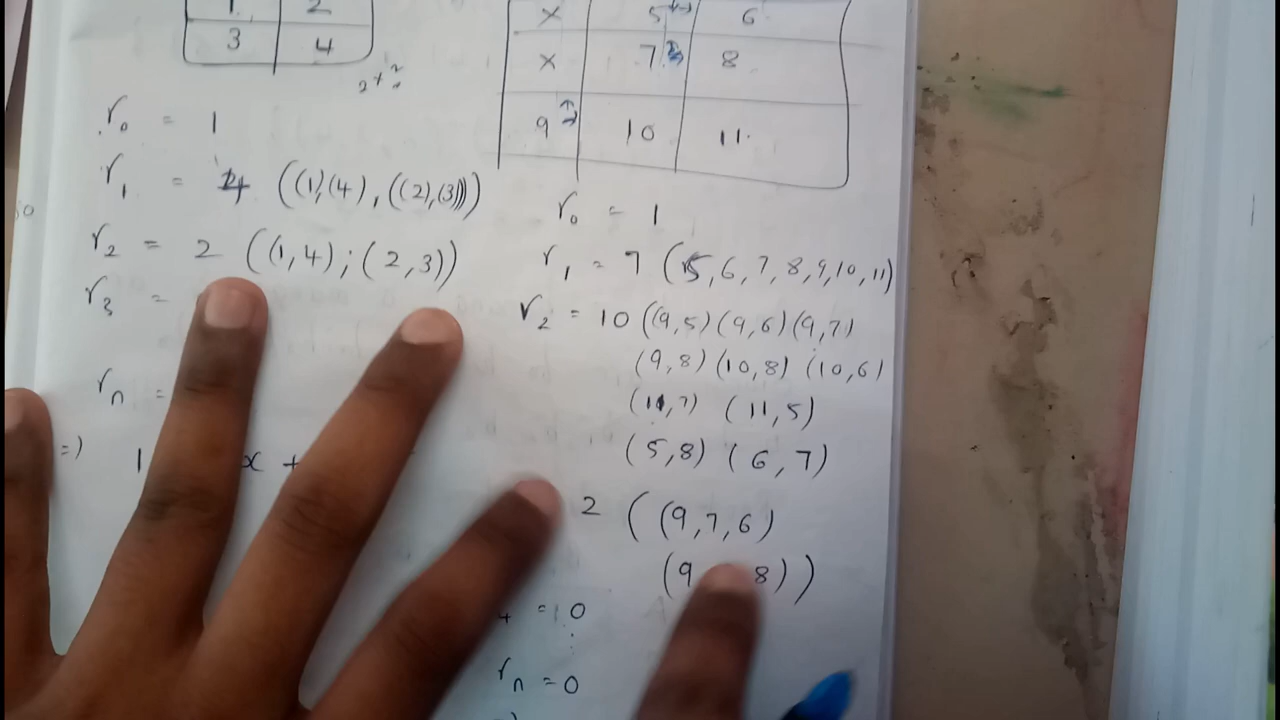 1 2
3 4
2x2
r0 = 1
r1 = 4 ((1)(4), ((2),(3)))
r2 = 2 ((1,4); (2,3))
r3 =
rn =
=) 1 x +
x 5 6
x 7 8
9 10 11
r0 = 1
r1 = 7 (5, 6, 7, 8, 9, 10, 11)
r2 = 10 ((9,5) (9,6) (9,7)
(9,8) (10,8) (10,6)
(11,7) (11,5)
(5,8) (6,7)
2 ((9,7,6)
(9 8))
4 = 0
rn = 0